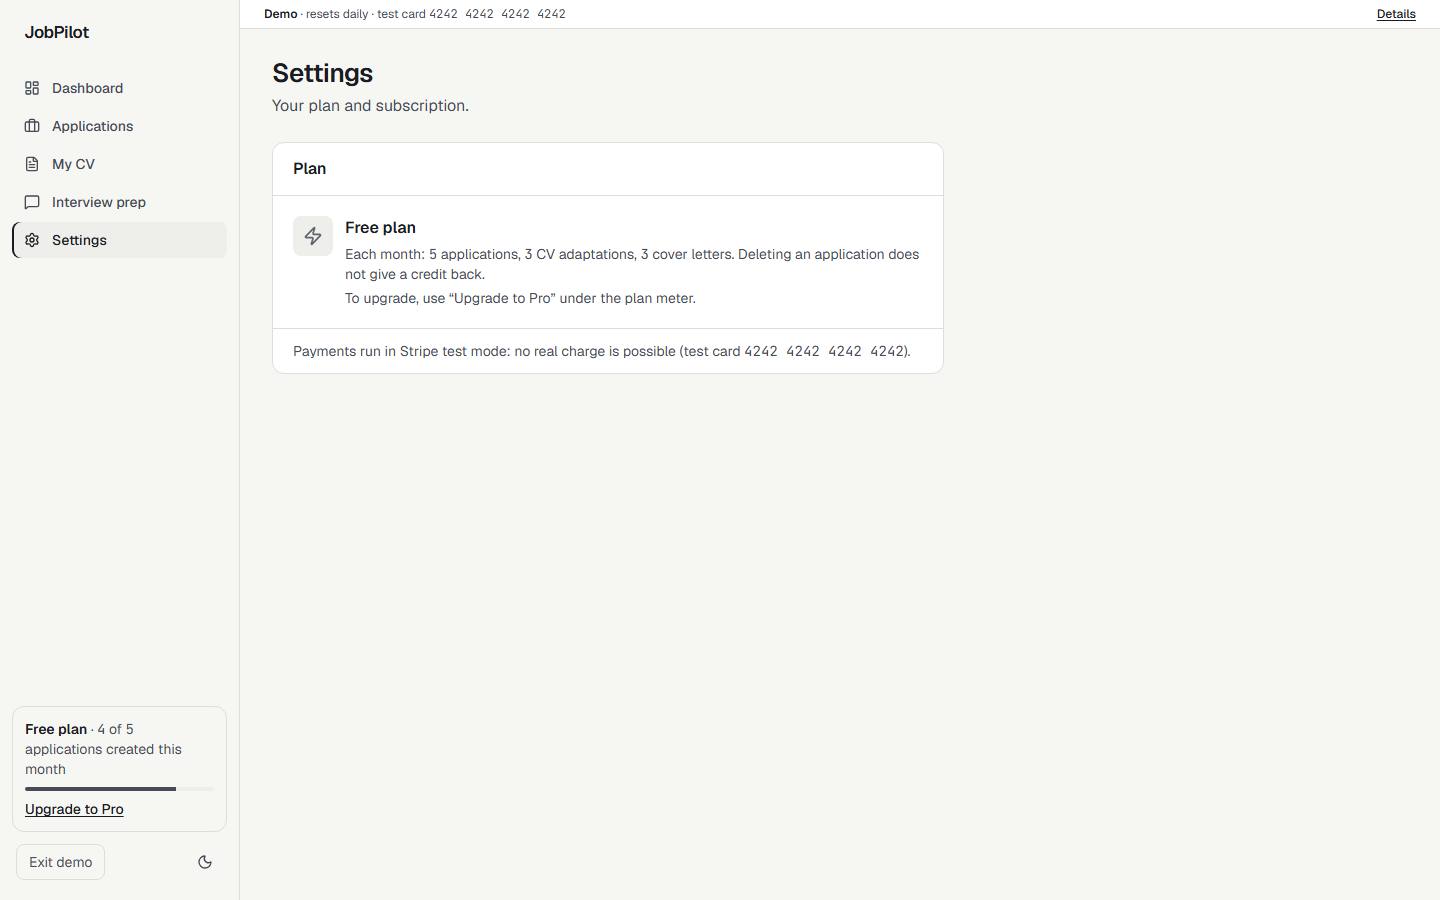 JobPilot
Dashboard
Applications
My CV
Interview prep
Settings
Free plan · 4 of 5
applications created this
month
Upgrade to Pro
Exit demo
Demo · resets daily · test card 4242 4242 4242 4242
Details
Settings
Your plan and subscription.
Plan
Free plan
Each month: 5 applications, 3 CV adaptations, 3 cover letters. Deleting an application does
not give a credit back.
To upgrade, use “Upgrade to Pro” under the plan meter.
Payments run in Stripe test mode: no real charge is possible (test card 4242 4242 4242 4242).